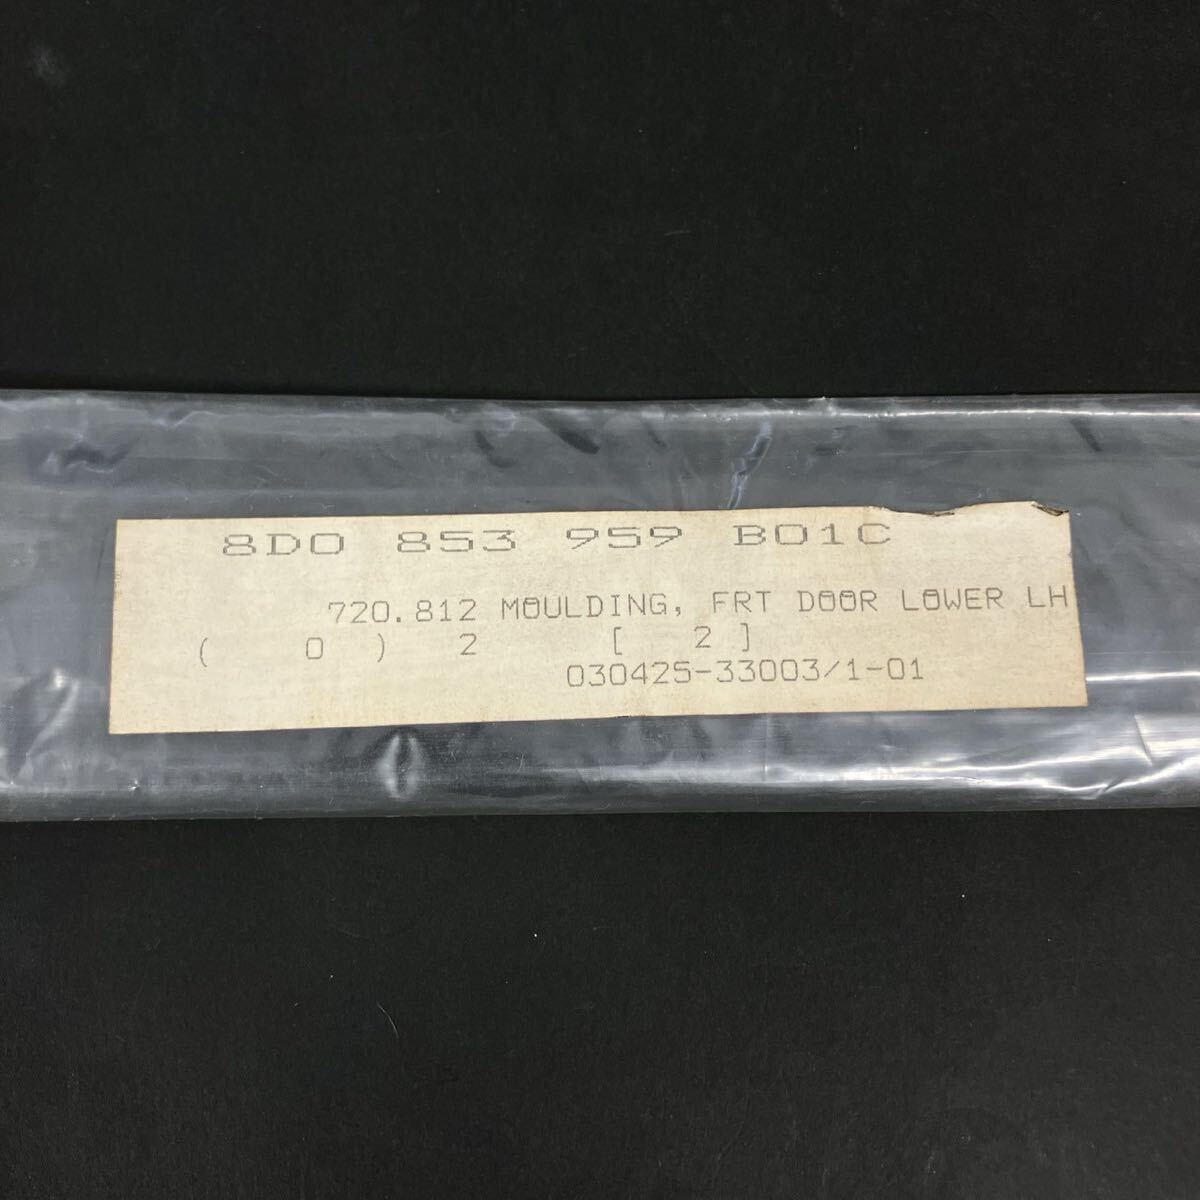 8D0 853 959 B01C
720.812 MOULDING, FRT DOOR LOWER LH
( 0 ) 2 [ 2 ]
030425-33003/1-01